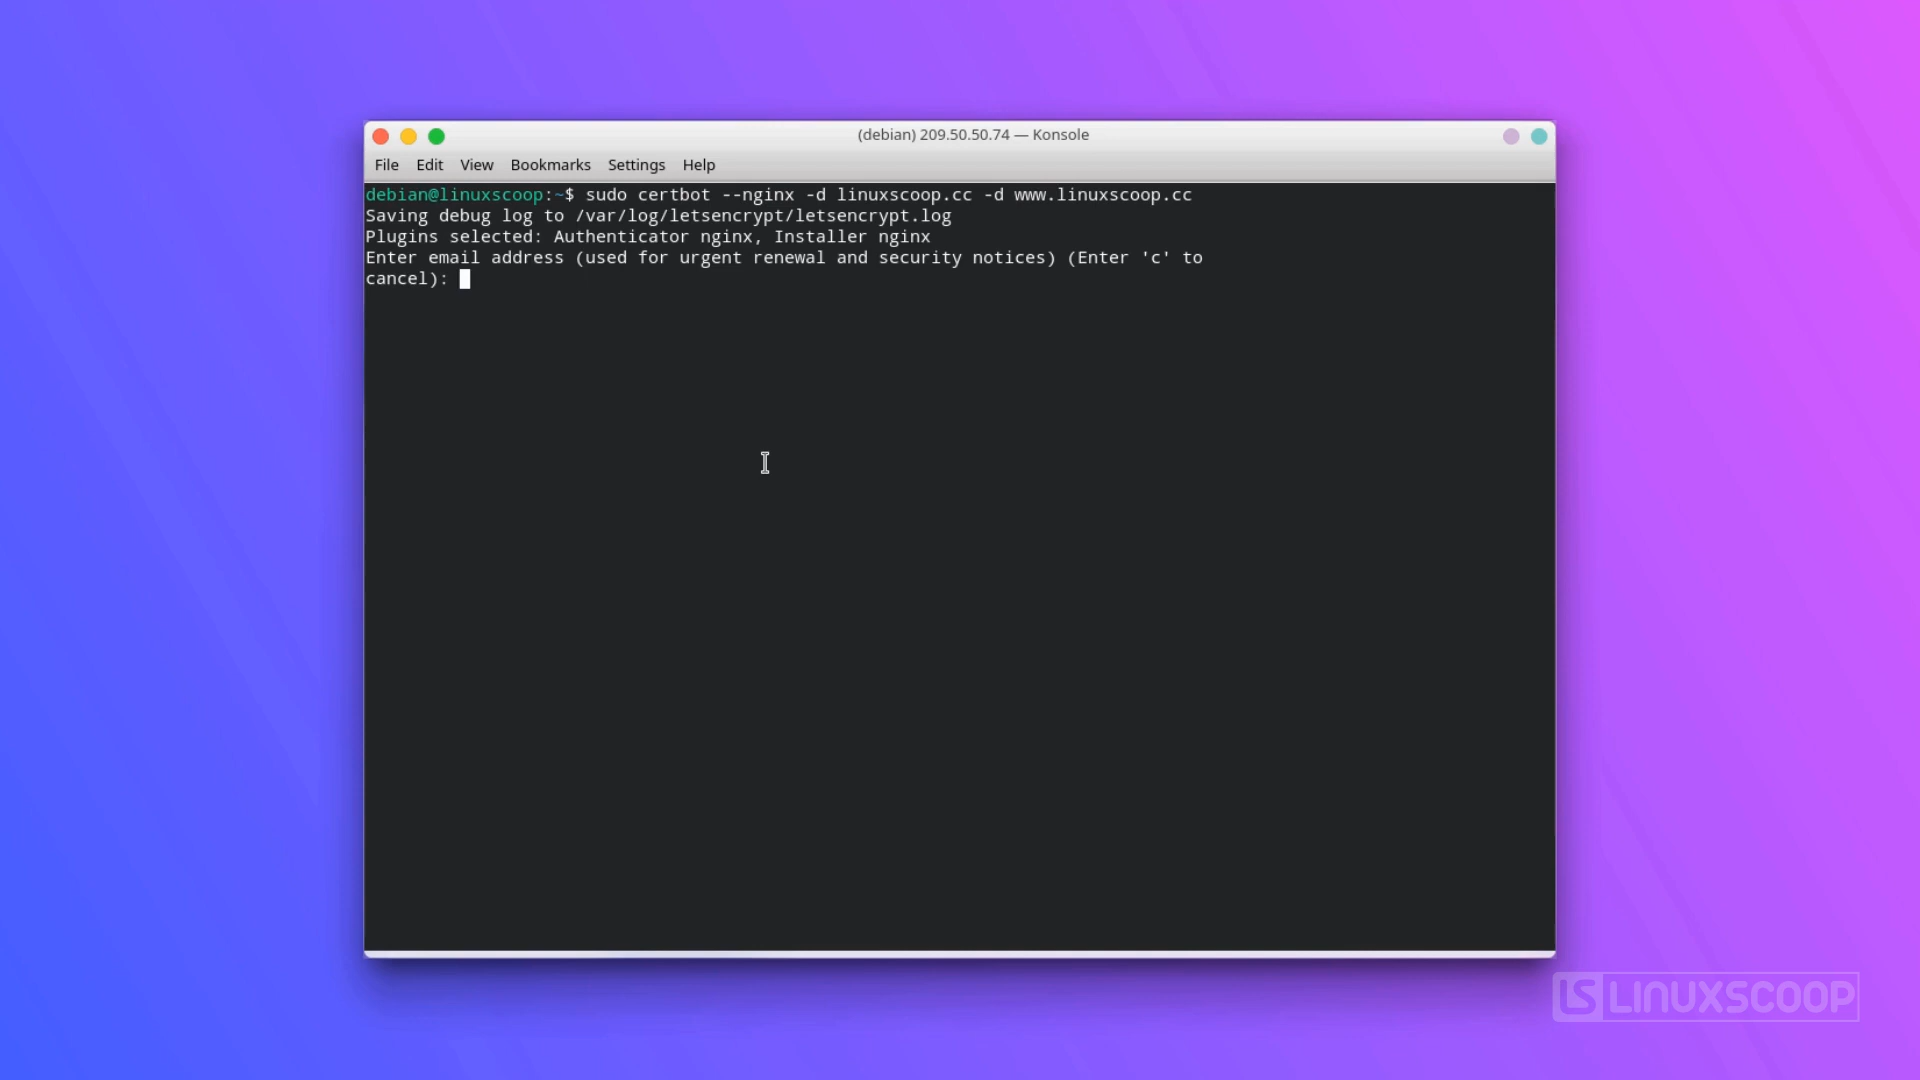 (debian) 209.50.50.74 — Konsole
File Edit View Bookmarks Settings Help
debian@linuxscoop:~$ sudo certbot --nginx -d linuxscoop.cc -d www.linuxscoop.cc
Saving debug log to /var/log/letsencrypt/letsencrypt.log
Plugins selected: Authenticator nginx, Installer nginx
Enter email address (used for urgent renewal and security notices) (Enter 'c' to
cancel):
LS LINUXSCOOP